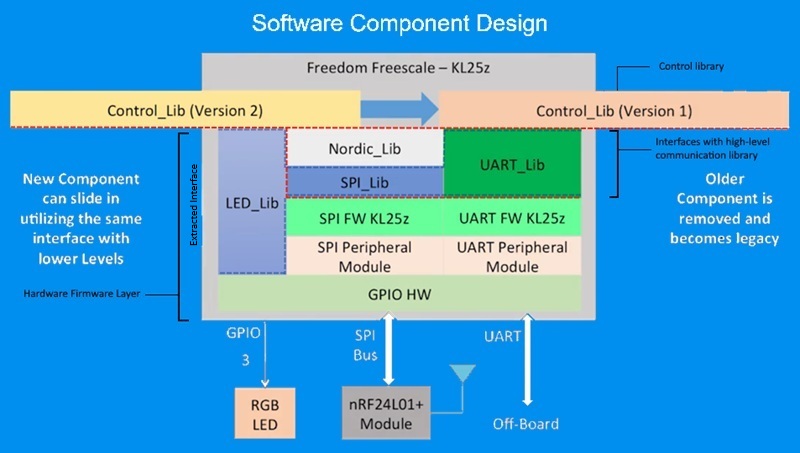 Software Component Design
Freedom Freescale – KL25z
Control library
Control_Lib (Version 2)
Control_Lib (Version 1)
Nordic_Lib
SPI_Lib
UART_Lib
Interfaces with high-level
communication library
LED_Lib
Extracted Interface
New Component
can slide in
utilizing the same
interface with
lower Levels
Older
Component is
removed and
becomes legacy
SPI FW KL25z
UART FW KL25z
SPI Peripheral
Module
UART Peripheral
Module
Hardware Firmware Layer
GPIO HW
GPIO
3
SPI
Bus
UART
RGB
LED
nRF24L01+
Module
Off-Board